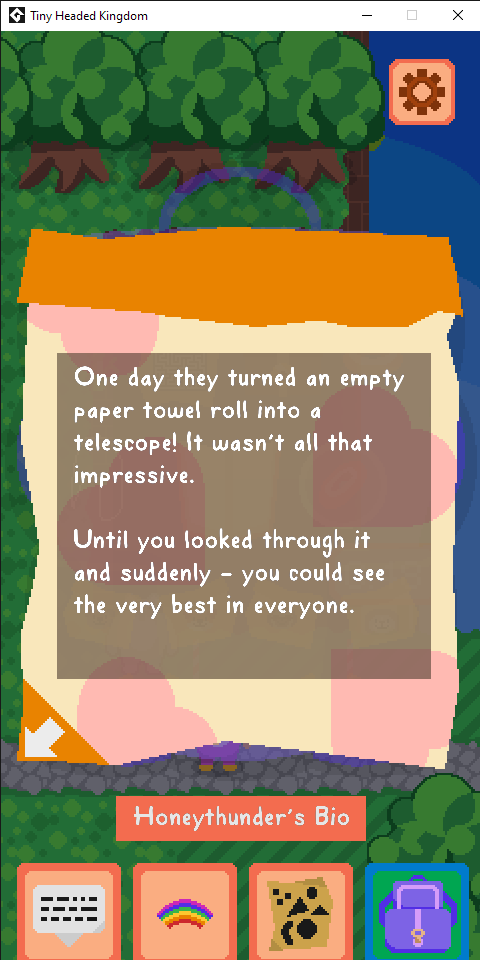 Tiny Headed Kingdom
One day they turned an empty
paper towel roll into a
telescope! It wasn't all that
impressive.
Until you looked through it
and suddenly - you could see
the very best in everyone.
Honeythunder's Bio